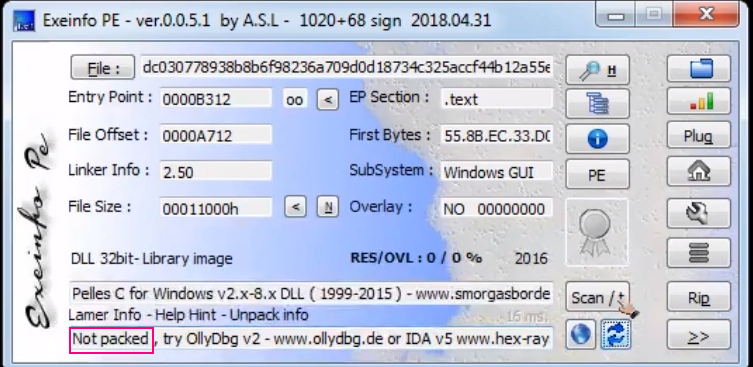 Exeinfo PE - ver.0.0.5.1 by A.S.L - 1020+68 sign 2018.04.31
File : dc030778938b8b6f98236a709d0d18734c325accf44b12a55e
H
Entry Point : 0000B312 oo < EP Section : .text
File Offset : 0000A712 First Bytes : 55.8B.EC.33.D0
Plug
Linker Info : 2.50 SubSystem : Windows GUI PE
File Size : 00011000h < N Overlay : NO 00000000
DLL 32bit- Library image RES/OVL : 0 / 0 % 2016
Pelles C for Windows v2.x-8.x DLL ( 1999-2015 ) - www.smorgasborde Scan / t Rip
Lamer Info - Help Hint - Unpack info 16 ms.
Not packed , try OllyDbg v2 - www.ollydbg.de or IDA v5 www.hex-ray >>
Exeinfo Pe